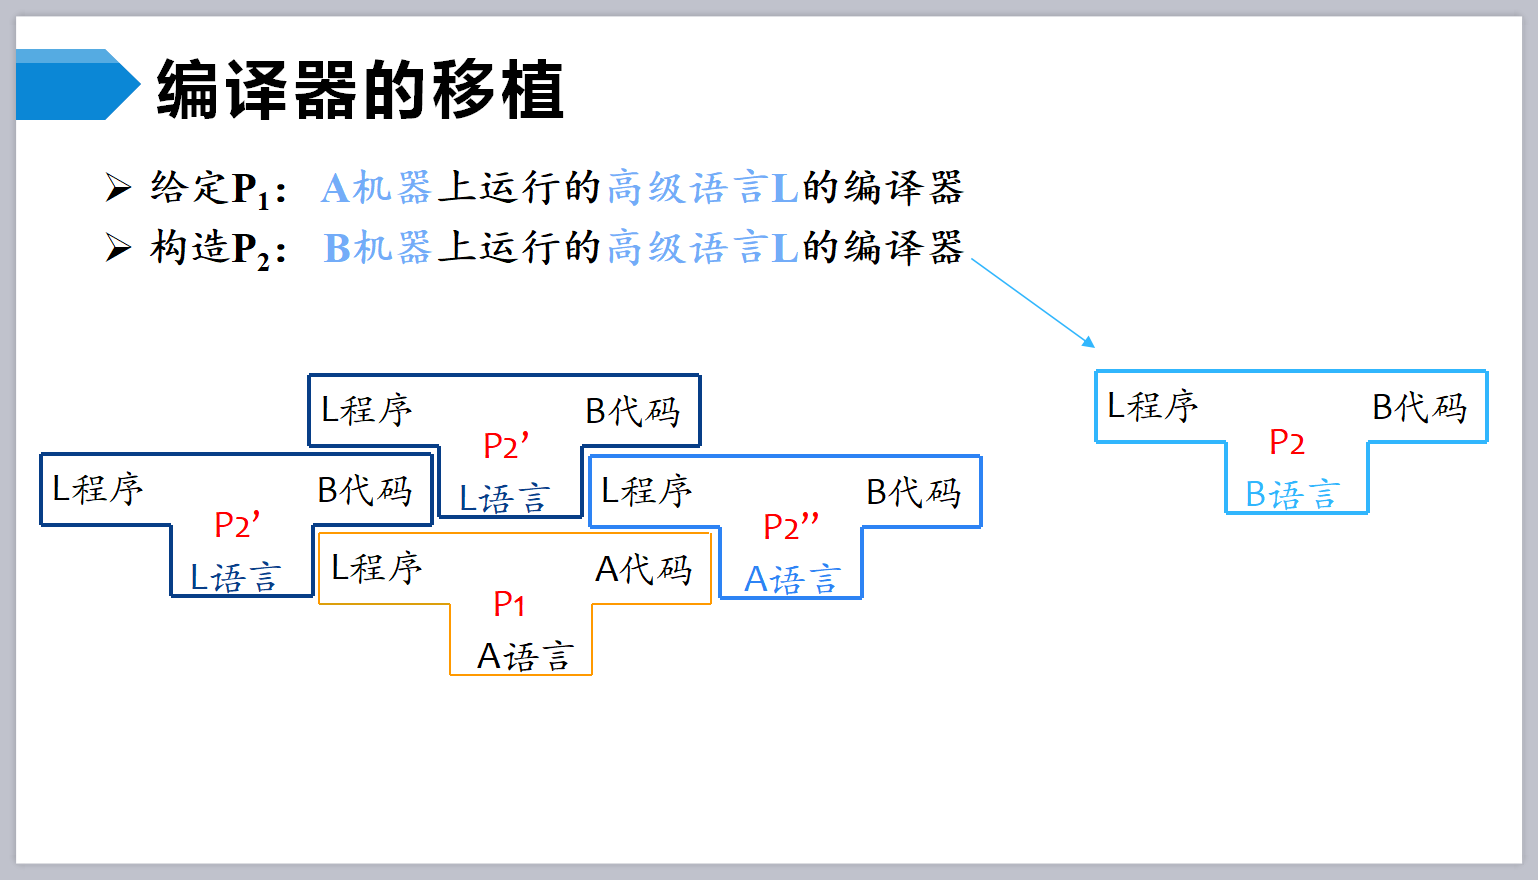 编译器的移植
给定P1： A机器上运行的高级语言L的编译器
构造P2： B机器上运行的高级语言L的编译器
L程序 B代码
P2’
L语言
L程序 B代码
P2’
L语言
L程序 B代码
P2’’
A语言
L程序 A代码
P1
A语言
L程序 B代码
P2
B语言